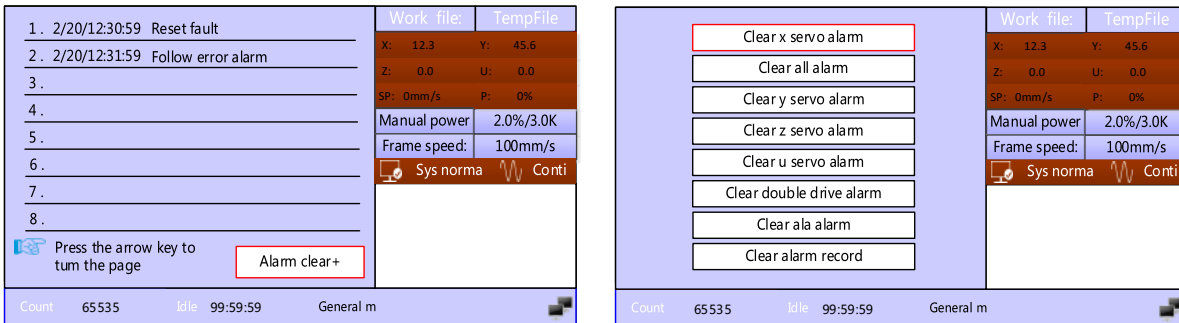 1. 2/20/12:30:59 Reset fault
2. 2/20/12:31:59 Follow error alarm
3.
4.
5.
6.
7.
8.
Press the arrow key to
tum the page
Alarm clear+
Work file: TempFile
X: 12.3 Y: 45.6
Z: 0.0 U: 0.0
SP: 0mm/s P: 0%
Manual power 2.0%/3.0K
Frame speed: 100mm/s
Sys norma Conti
Count 65535 Idle 99:59:59 General m
Clear x servo alarm
Clear all alarm
Clear y servo alarm
Clear z servo alarm
Clear u servo alarm
Clear double drive alarm
Clear ala alarm
Clear alarm record
Work file: TempFile
X: 12.3 Y: 45.6
Z: 0.0 U: 0.0
SP: 0mm/s P: 0%
Manual power 2.0%/3.0K
Frame speed: 100mm/s
Sys norma Conti
Count 65535 Idle 99:59:59 General m